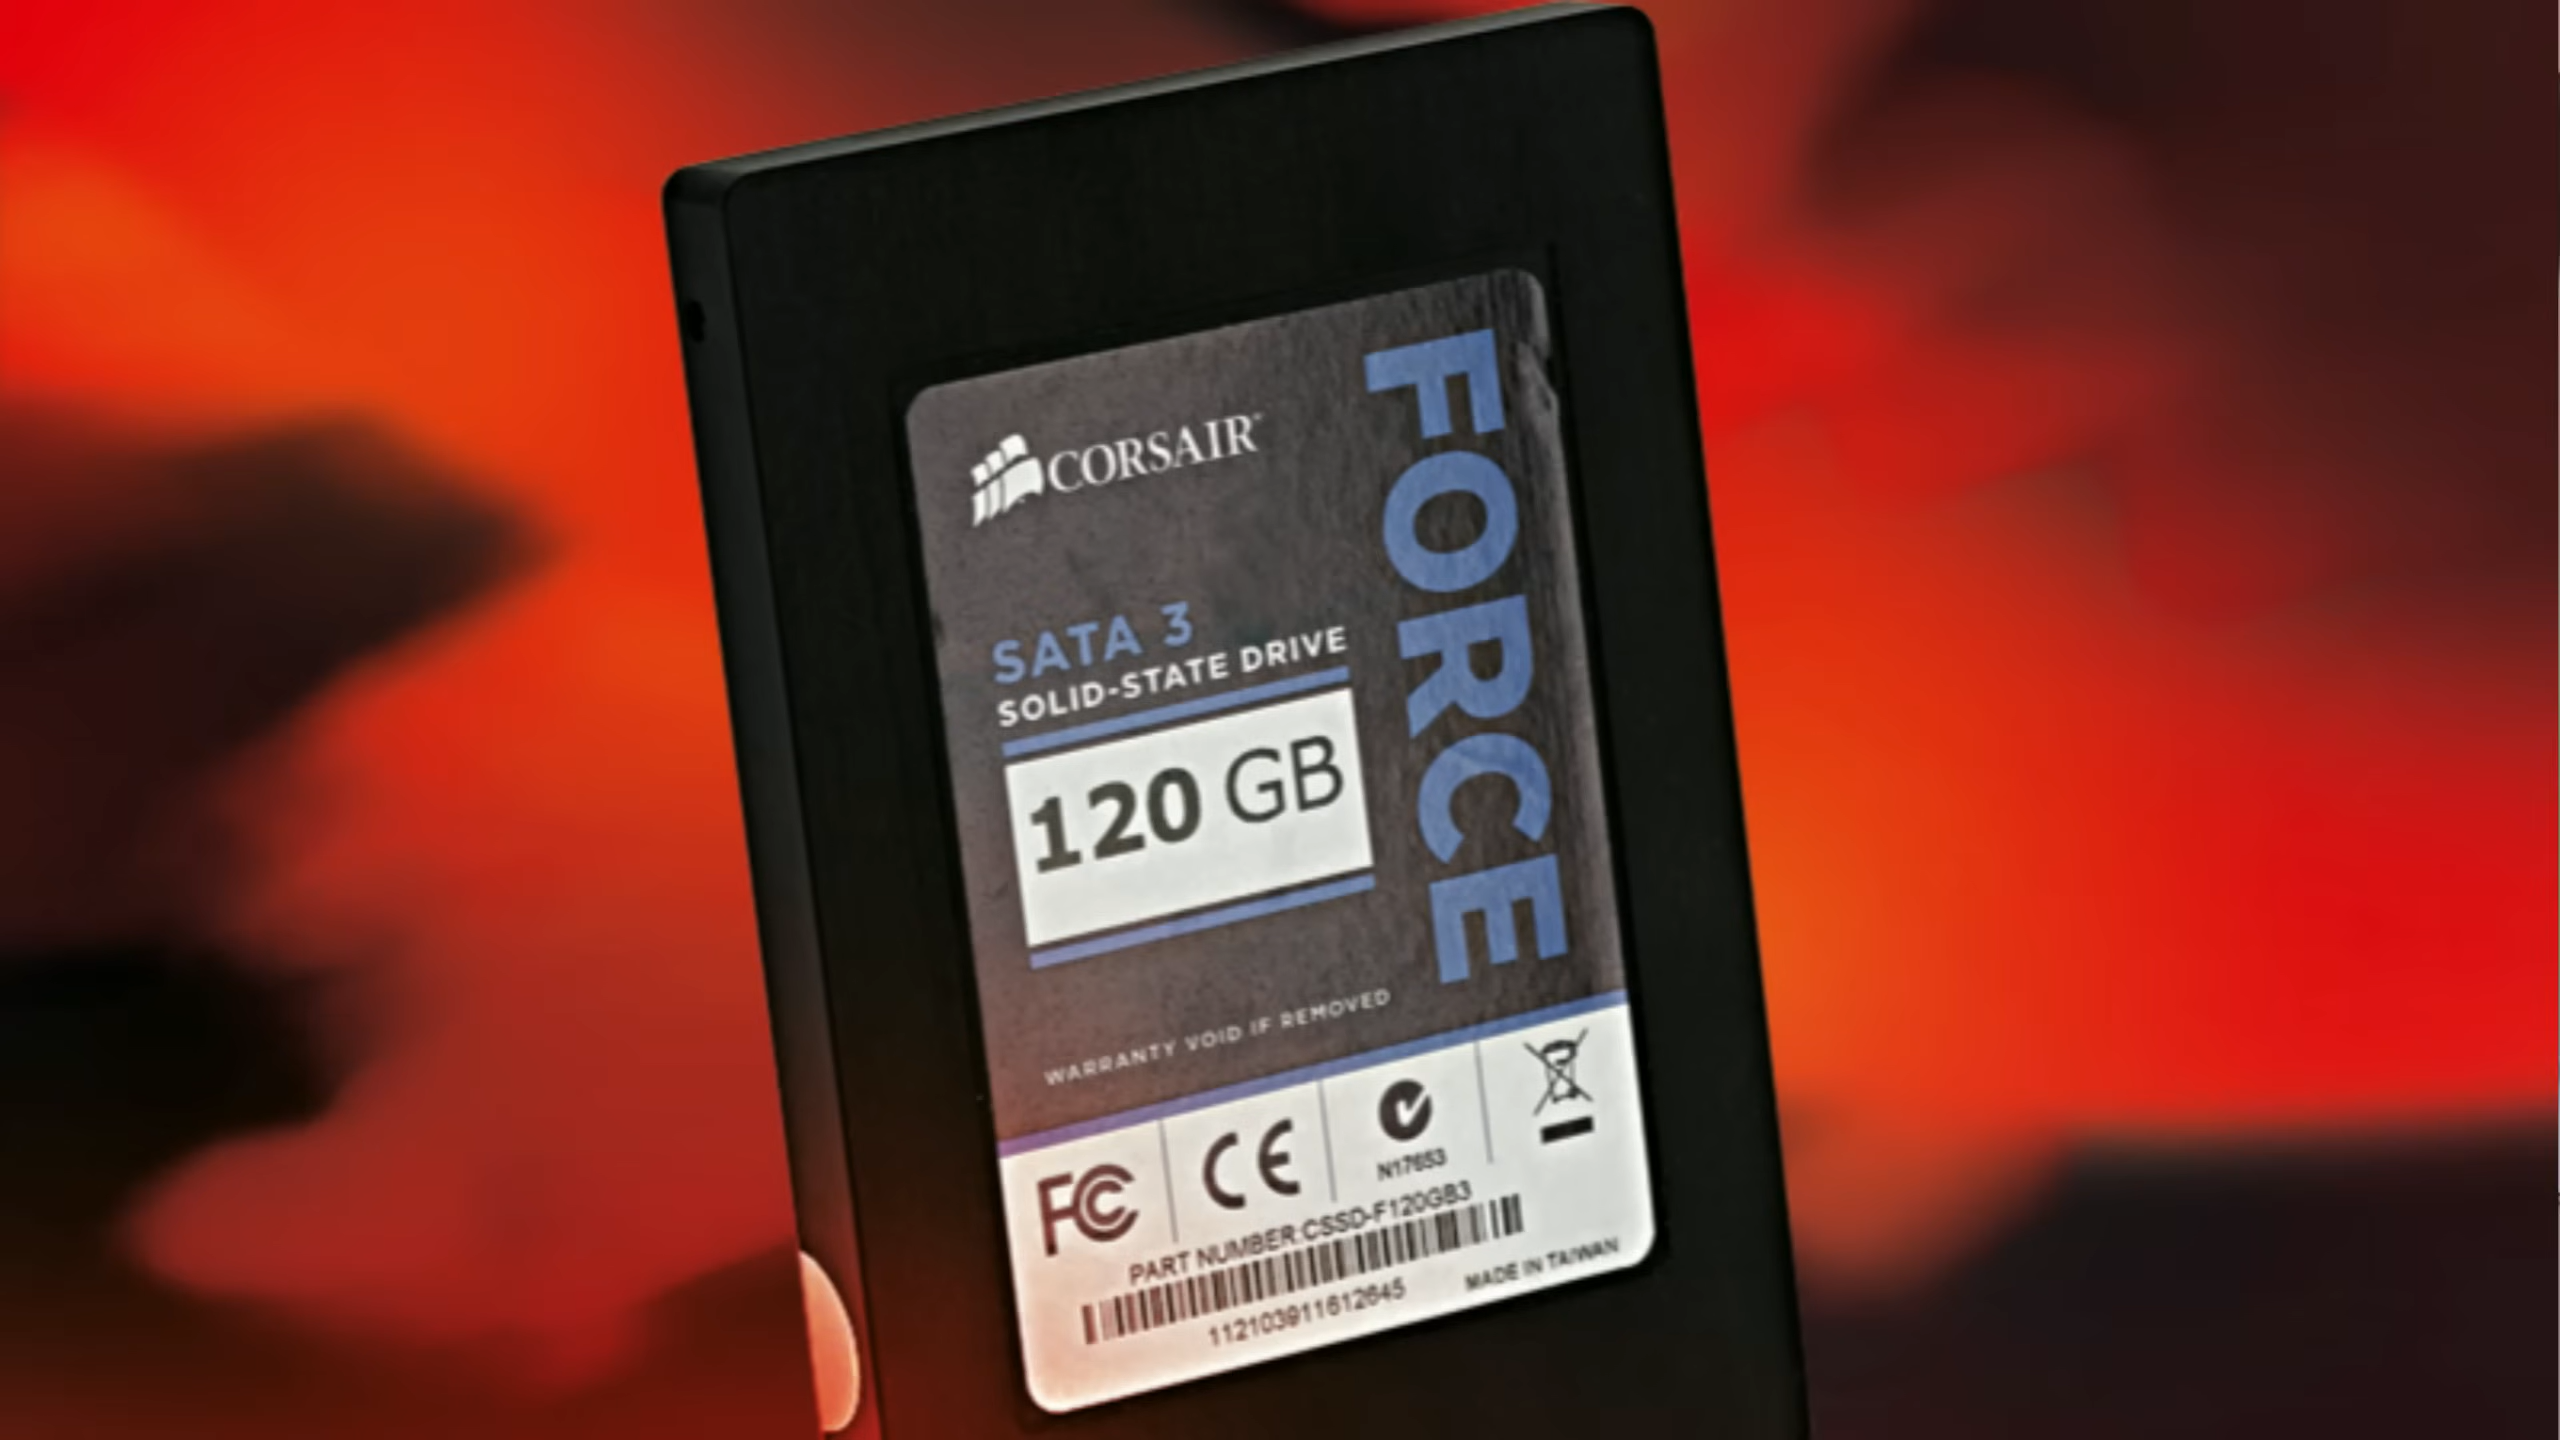 CORSAIR
FORCE
SATA 3
SOLID-STATE DRIVE
120 GB
WARRANTY VOID IF REMOVED
FC CE
N17653
PART NUMBER:CSSD-F120GB3
112103911612645
MADE IN TAIWAN